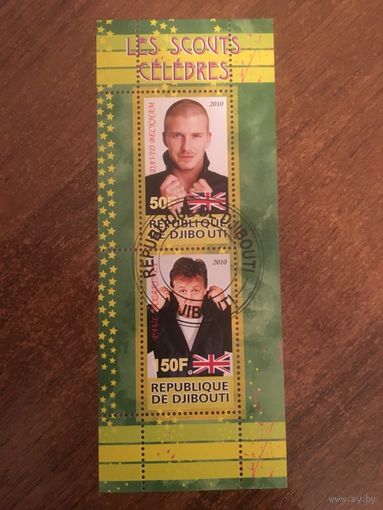 LES SCOUTS
CÉLÈBRES
DAVID BECKHAM
2010
50F
REPUBLIQUE
DE DJIBOUTI
REPUBLIQUE DE DJIBOUTI
2010
150F
REPUBLIQUE
DE DJIBOUTI
www.ay.by